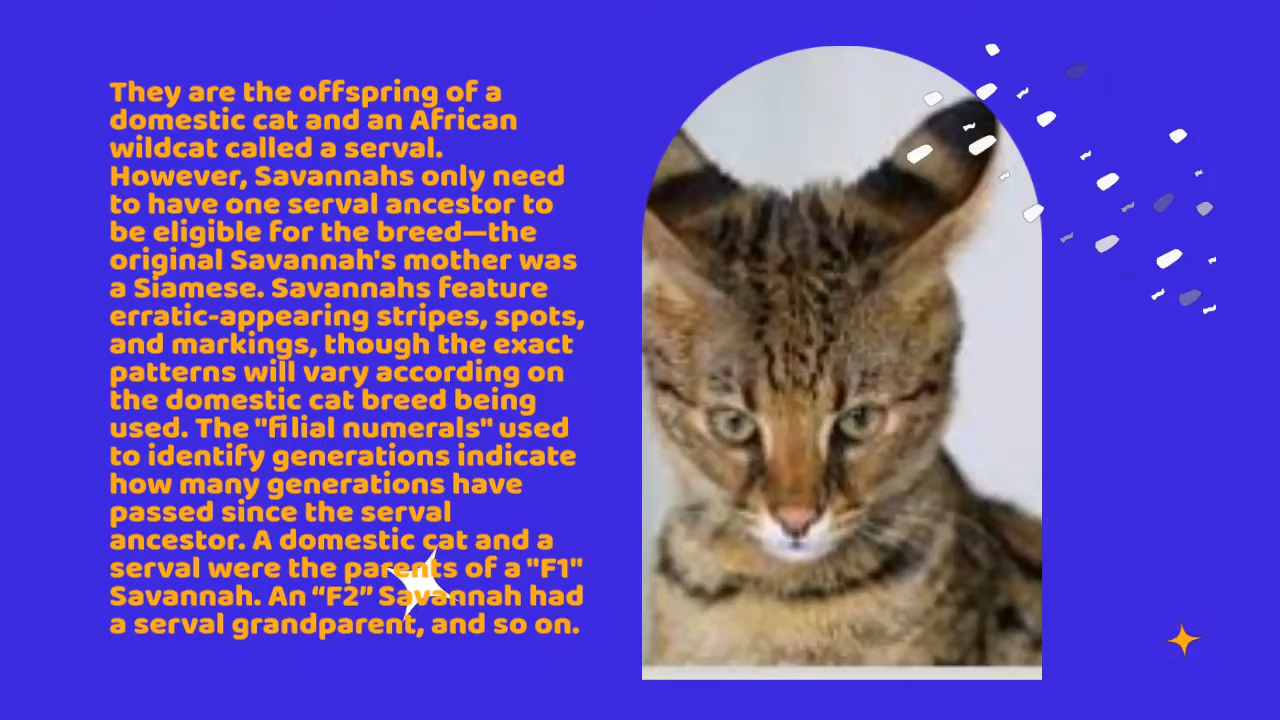 They are the offspring of a
domestic cat and an African
wildcat called a serval.
However, Savannahs only need
to have one serval ancestor to
be eligible for the breed—the
original Savannah's mother was
a Siamese. Savannahs feature
erratic-appearing stripes, spots,
and markings, though the exact
patterns will vary according on
the domestic cat breed being
used. The "filial numerals" used
to identify generations indicate
how many generations have
passed since the serval
ancestor. A domestic cat and a
serval were the parents of a "F1"
Savannah. An “F2” Savannah had
a serval grandparent, and so on.